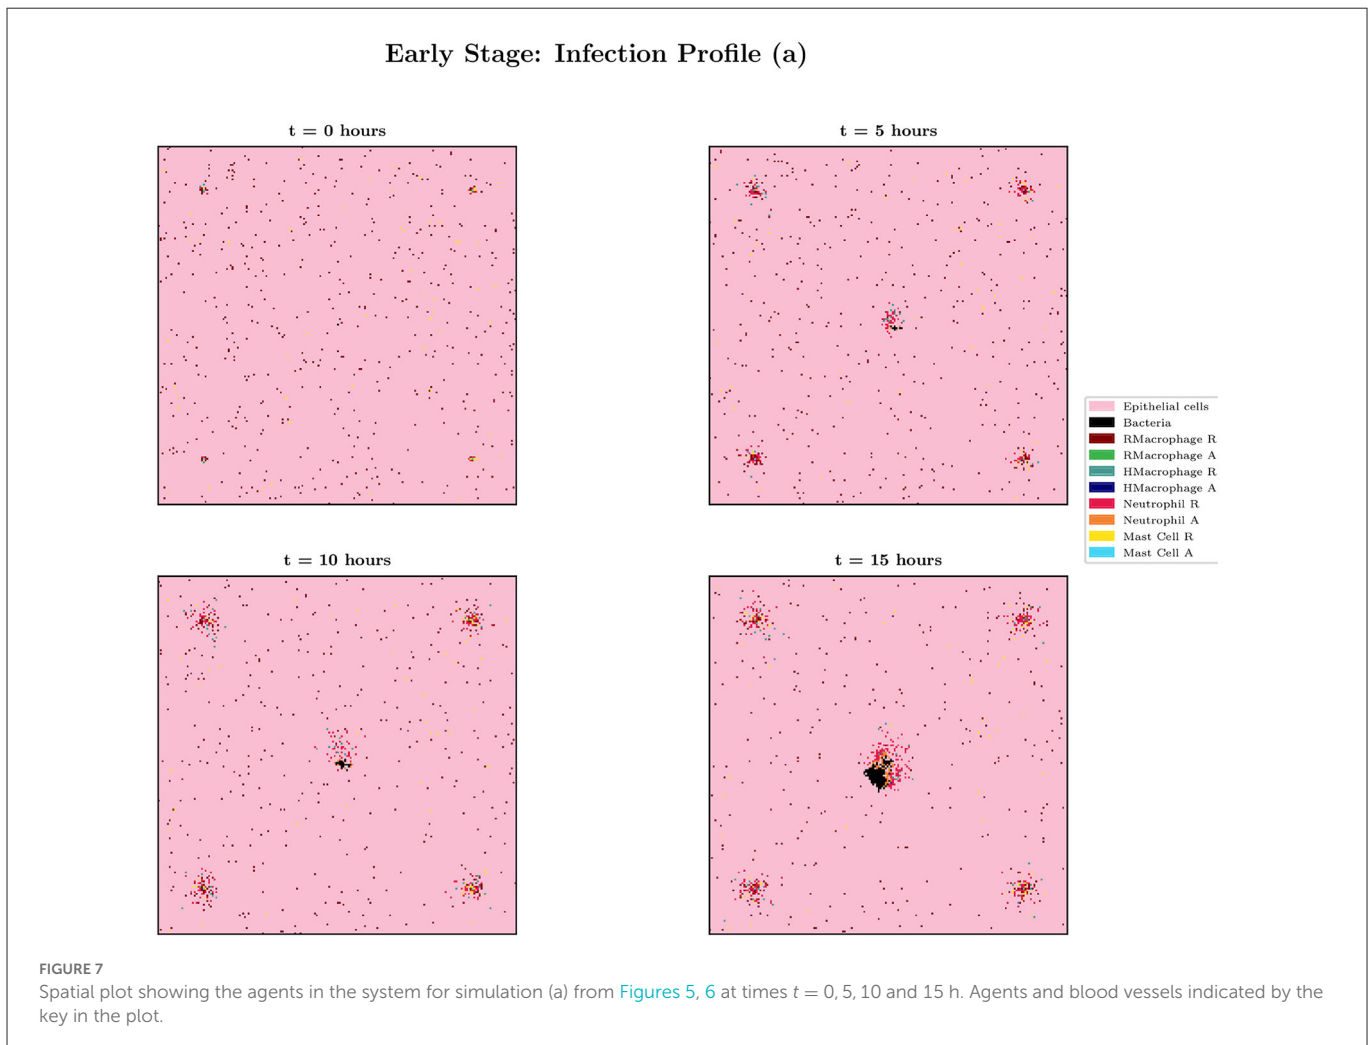 Early Stage: Infection Profile (a)
t = 0 hours
t = 5 hours
Epithelial cells
Bacteria
RMacrophage R
RMacrophage A
HMacrophage R
HMacrophage A
Neutrophil R
Neutrophil A
Mast Cell R
Mast Cell A
t = 10 hours
t = 15 hours
FIGURE 7
Spatial plot showing the agents in the system for simulation (a) from Figures 5, 6 at times t = 0, 5, 10 and 15 h. Agents and blood vessels indicated by the
key in the plot.